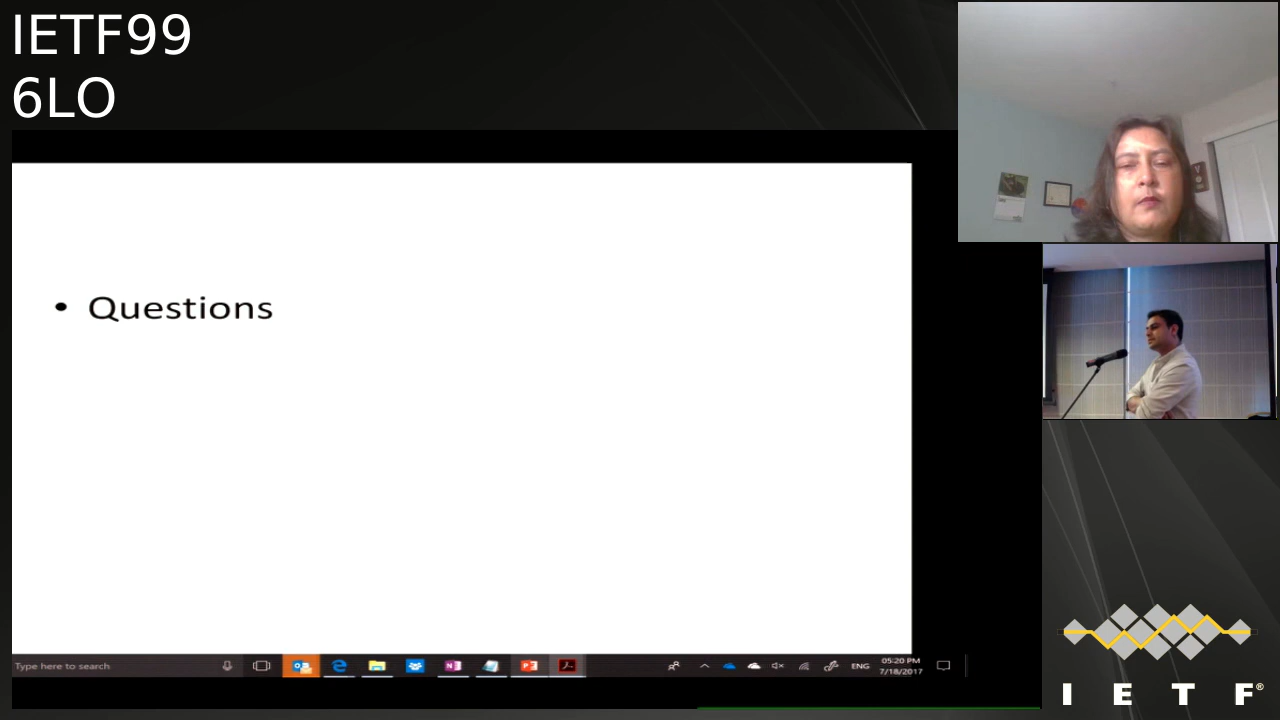 IETF99
6LO
• Questions
Type here to search
ENG
05:20 PM
7/18/2017
I E T F®